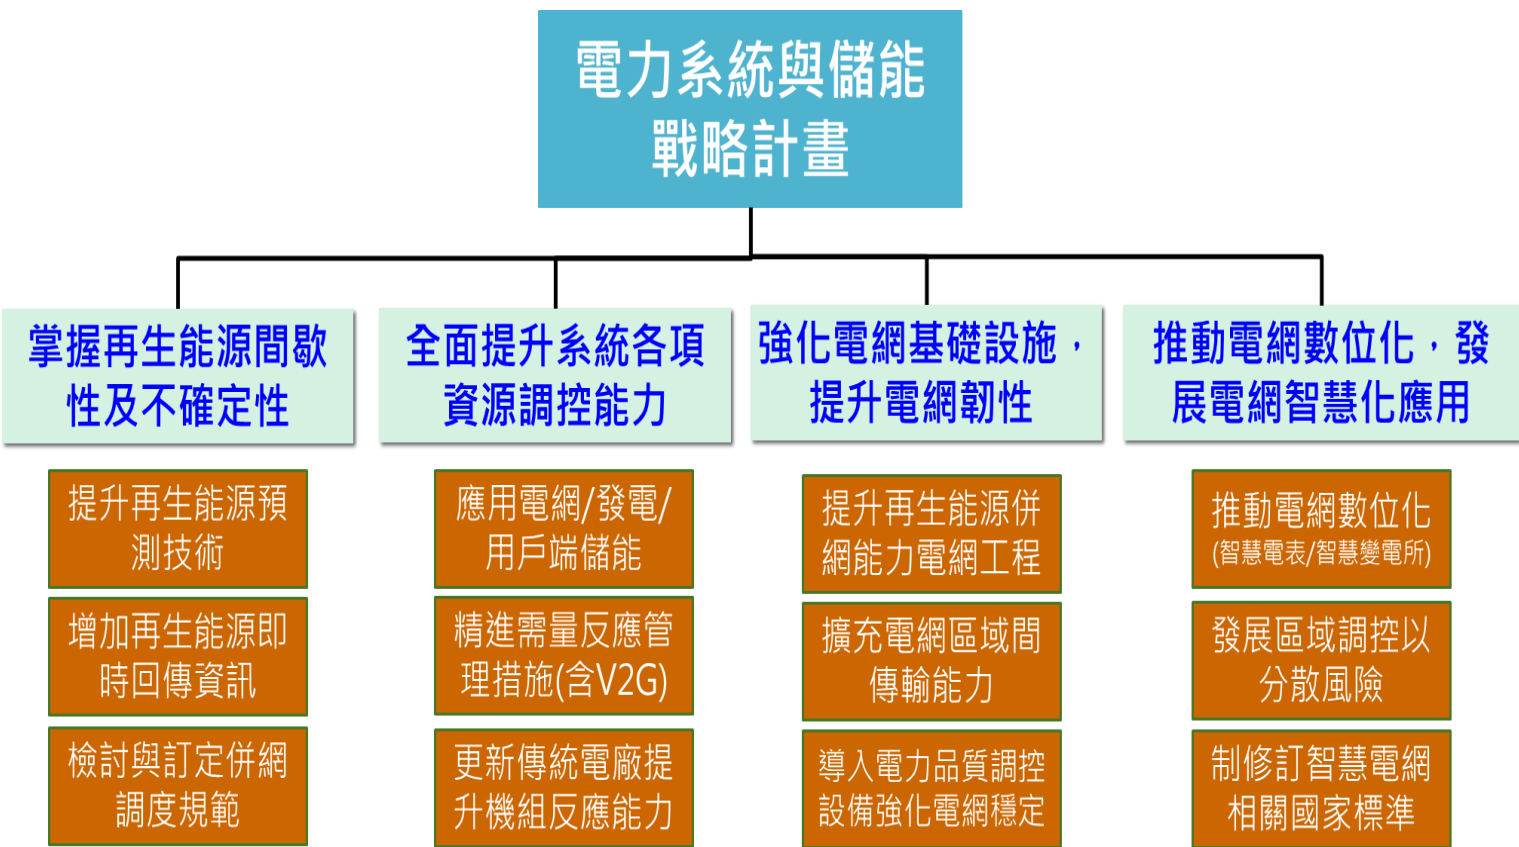 電力系統與儲能
戰略計畫
掌握再生能源間歇
性及不確定性
提升再生能源預
測技術
增加再生能源即
時回傳資訊
檢討與訂定併網
調度規範
全面提升系統各項
資源調控能力
應用電網/發電/
用戶端儲能
精進需量反應管
理措施(含V2G)
更新傳統電廠提
升機組反應能力
強化電網基礎設施，
提升電網韌性
提升再生能源併
網能力電網工程
擴充電網區域間
傳輸能力
導入電力品質調控
設備強化電網穩定
推動電網數位化，發
展電網智慧化應用
推動電網數位化
(智慧電表/智慧變電所)
發展區域調控以
分散風險
制修訂智慧電網
相關國家標準